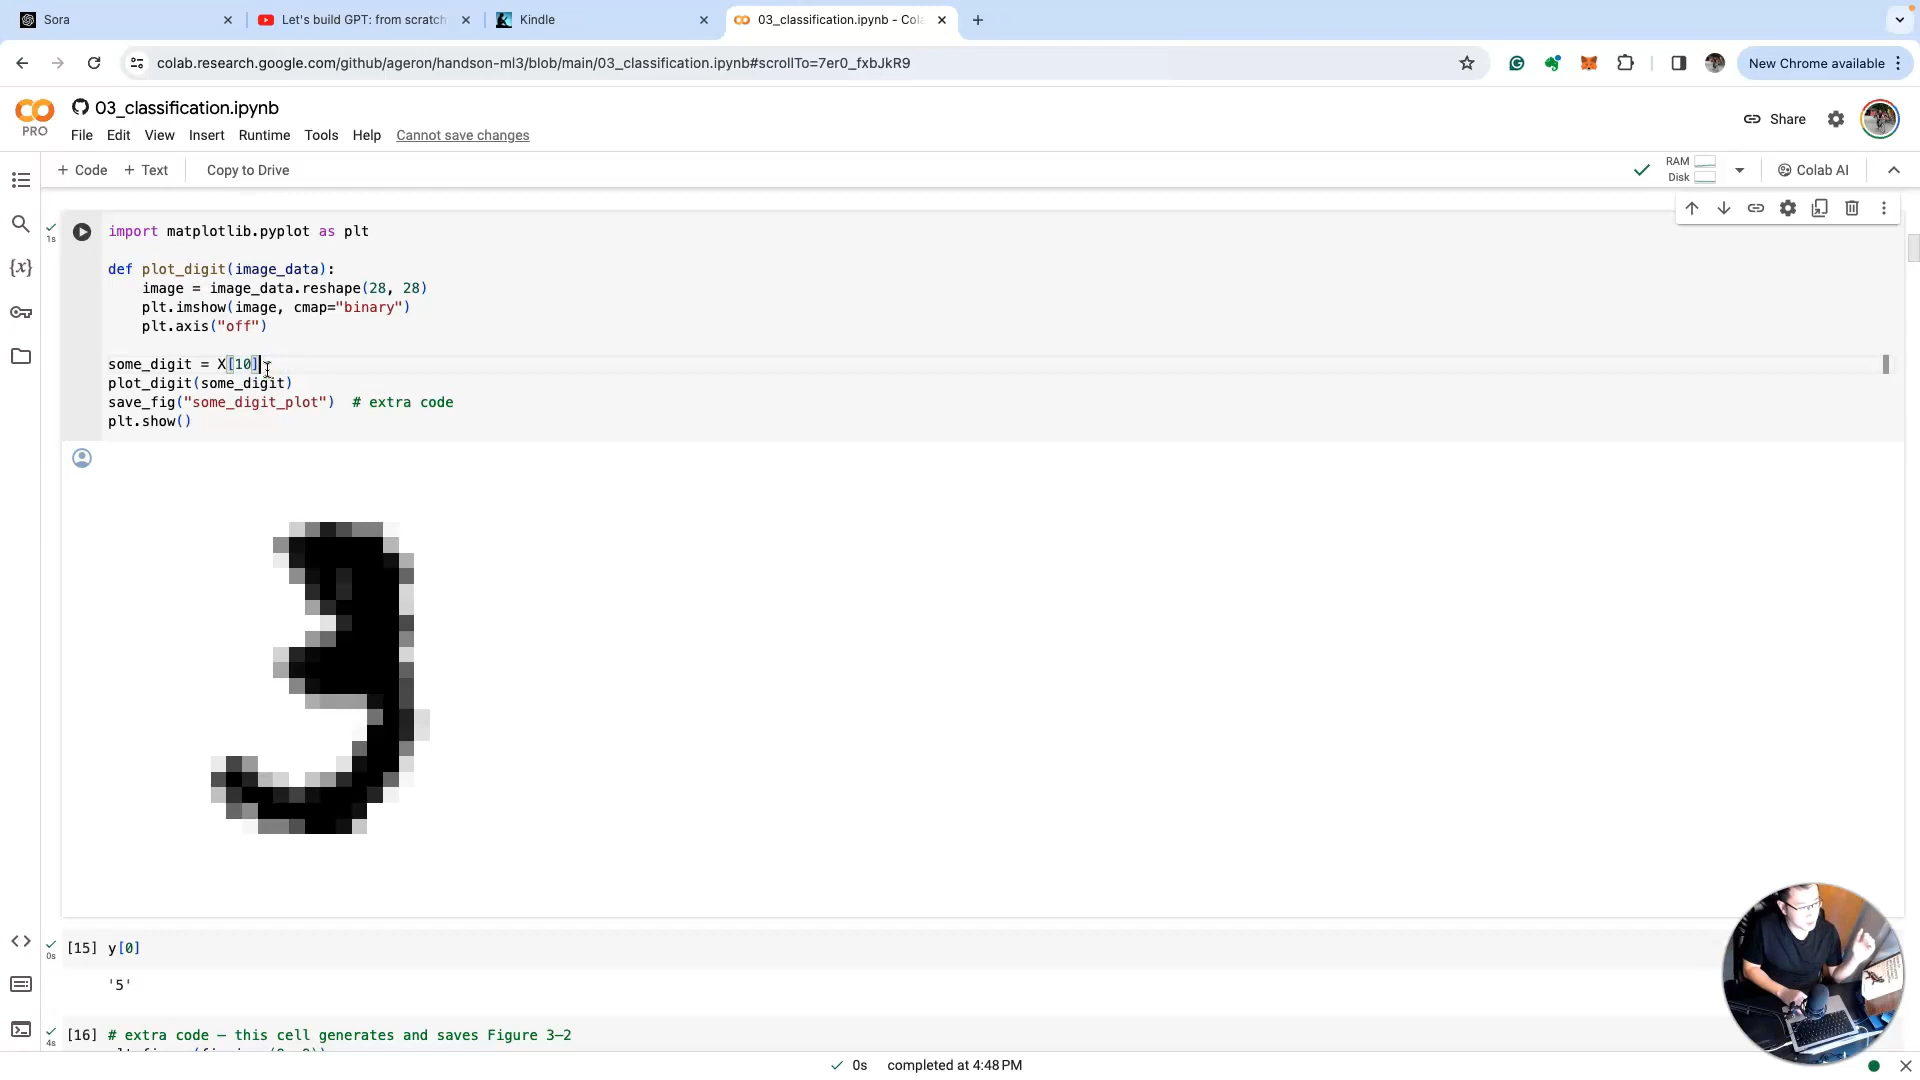 Sora
Let's build GPT: from scratch
Kindle
03_classification.ipynb - Cola
colab.research.google.com/github/ageron/handson-ml3/blob/main/03_classification.ipynb#scrollTo=7er0_fxbJkR9
New Chrome available
PRO
03_classification.ipynb
Share
File Edit View Insert Runtime Tools Help Cannot save changes
+ Code + Text Copy to Drive
RAM
Disk
Colab AI
1s
import matplotlib.pyplot as plt
def plot_digit(image_data):
image = image_data.reshape(28, 28)
plt.imshow(image, cmap="binary")
plt.axis("off")
some_digit = X[10]
plot_digit(some_digit)
save_fig("some_digit_plot")  # extra code
plt.show()
3
[15] y[0]
0s
'5'
[16] # extra code – this cell generates and saves Figure 3–2
4s
0s completed at 4:48 PM